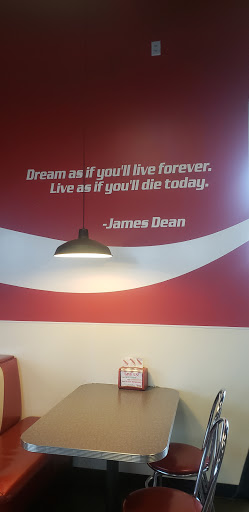 Dream as if you'll live forever.
Live as if you'll die today.
-James Dean